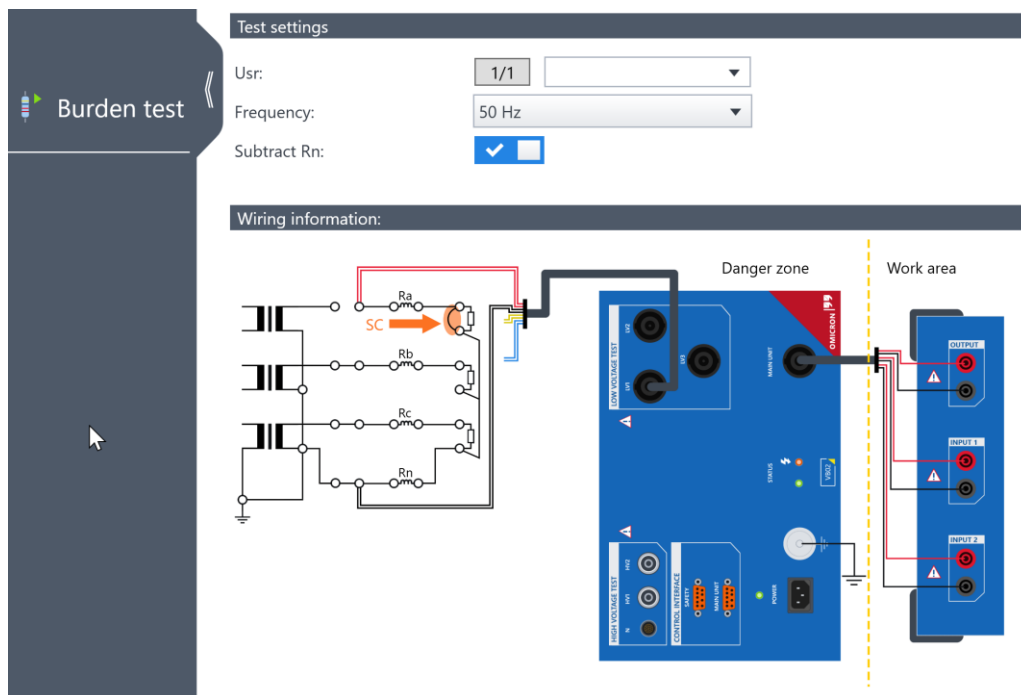 Test settings
Usr:
1/1
Burden test
Frequency:
50 Hz
Subtract Rn:
Wiring information:
Danger zone
Work area
Ra
SC
Rb
Rc
Rn
LOW VOLTAGE TEST
LV2
LV3
LV1
OMICRON
MAIN UNIT
STATUS
VBO2
HIGH VOLTAGE TEST
HV2
HV1
N
CONTROL INTERFACE
SAFETY
MAIN UNIT
POWER
OUTPUT
INPUT 1
INPUT 2